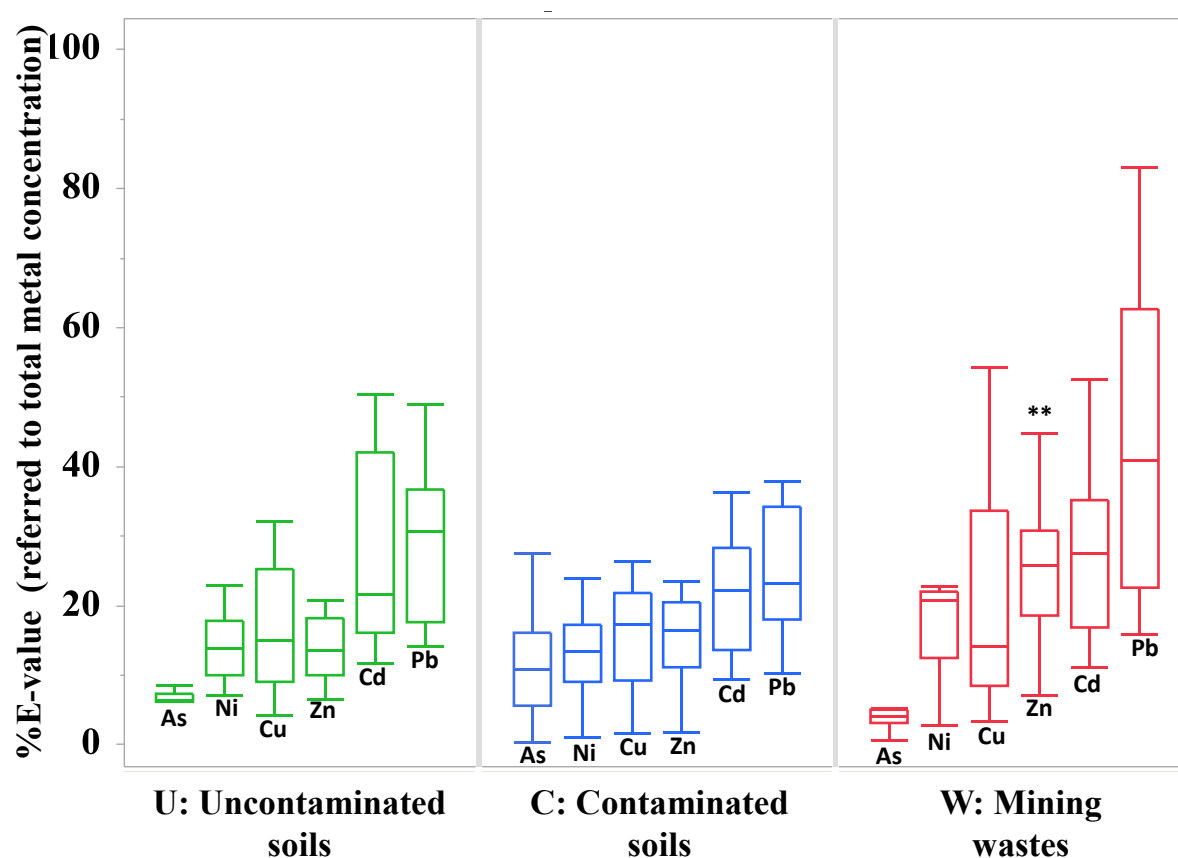 %E-value (referred to total metal concentration)
100
80
60
40
20
0
As
Ni
Cu
Zn
Cd
Pb
As
Ni
Cu
Zn
Cd
Pb
As
Ni
Cu
**
Zn
Cd
Pb
U: Uncontaminated
soils
C: Contaminated
soils
W: Mining
wastes